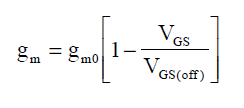 g_m = g_m0 [1 − V_GS / V_GS(off)]